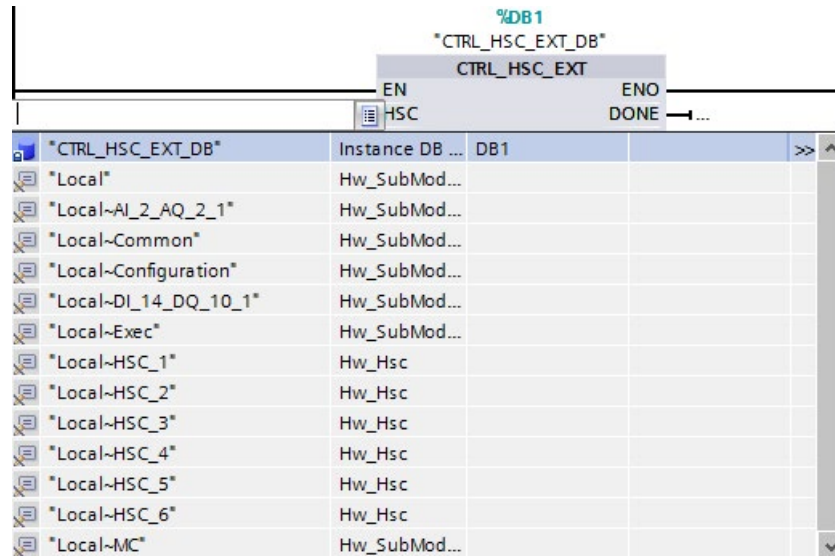 %DB1
"CTRL_HSC_EXT_DB"
CTRL_HSC_EXT
EN ENO
HSC DONE ...
"CTRL_HSC_EXT_DB" Instance DB ... DB1 >>
"Local" Hw_SubMod...
"Local~AI_2_AQ_2_1" Hw_SubMod...
"Local~Common" Hw_SubMod...
"Local~Configuration" Hw_SubMod...
"Local~DI_14_DQ_10_1" Hw_SubMod...
"Local~Exec" Hw_SubMod...
"Local~HSC_1" Hw_Hsc
"Local~HSC_2" Hw_Hsc
"Local~HSC_3" Hw_Hsc
"Local~HSC_4" Hw_Hsc
"Local~HSC_5" Hw_Hsc
"Local~HSC_6" Hw_Hsc
"Local~MC" Hw_SubMod...